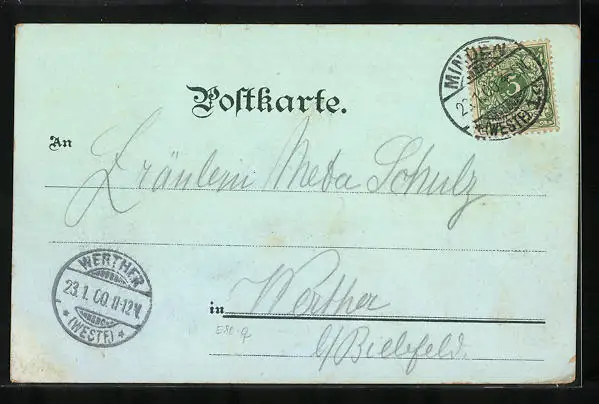 MINDEN
(WESTF.)
5
Postkarte.
An
Fräulein Meta Schulz
WERTHER
23.1.00.11-12V.
* (WESTF.) *
in Werther
b/Bielefeld.